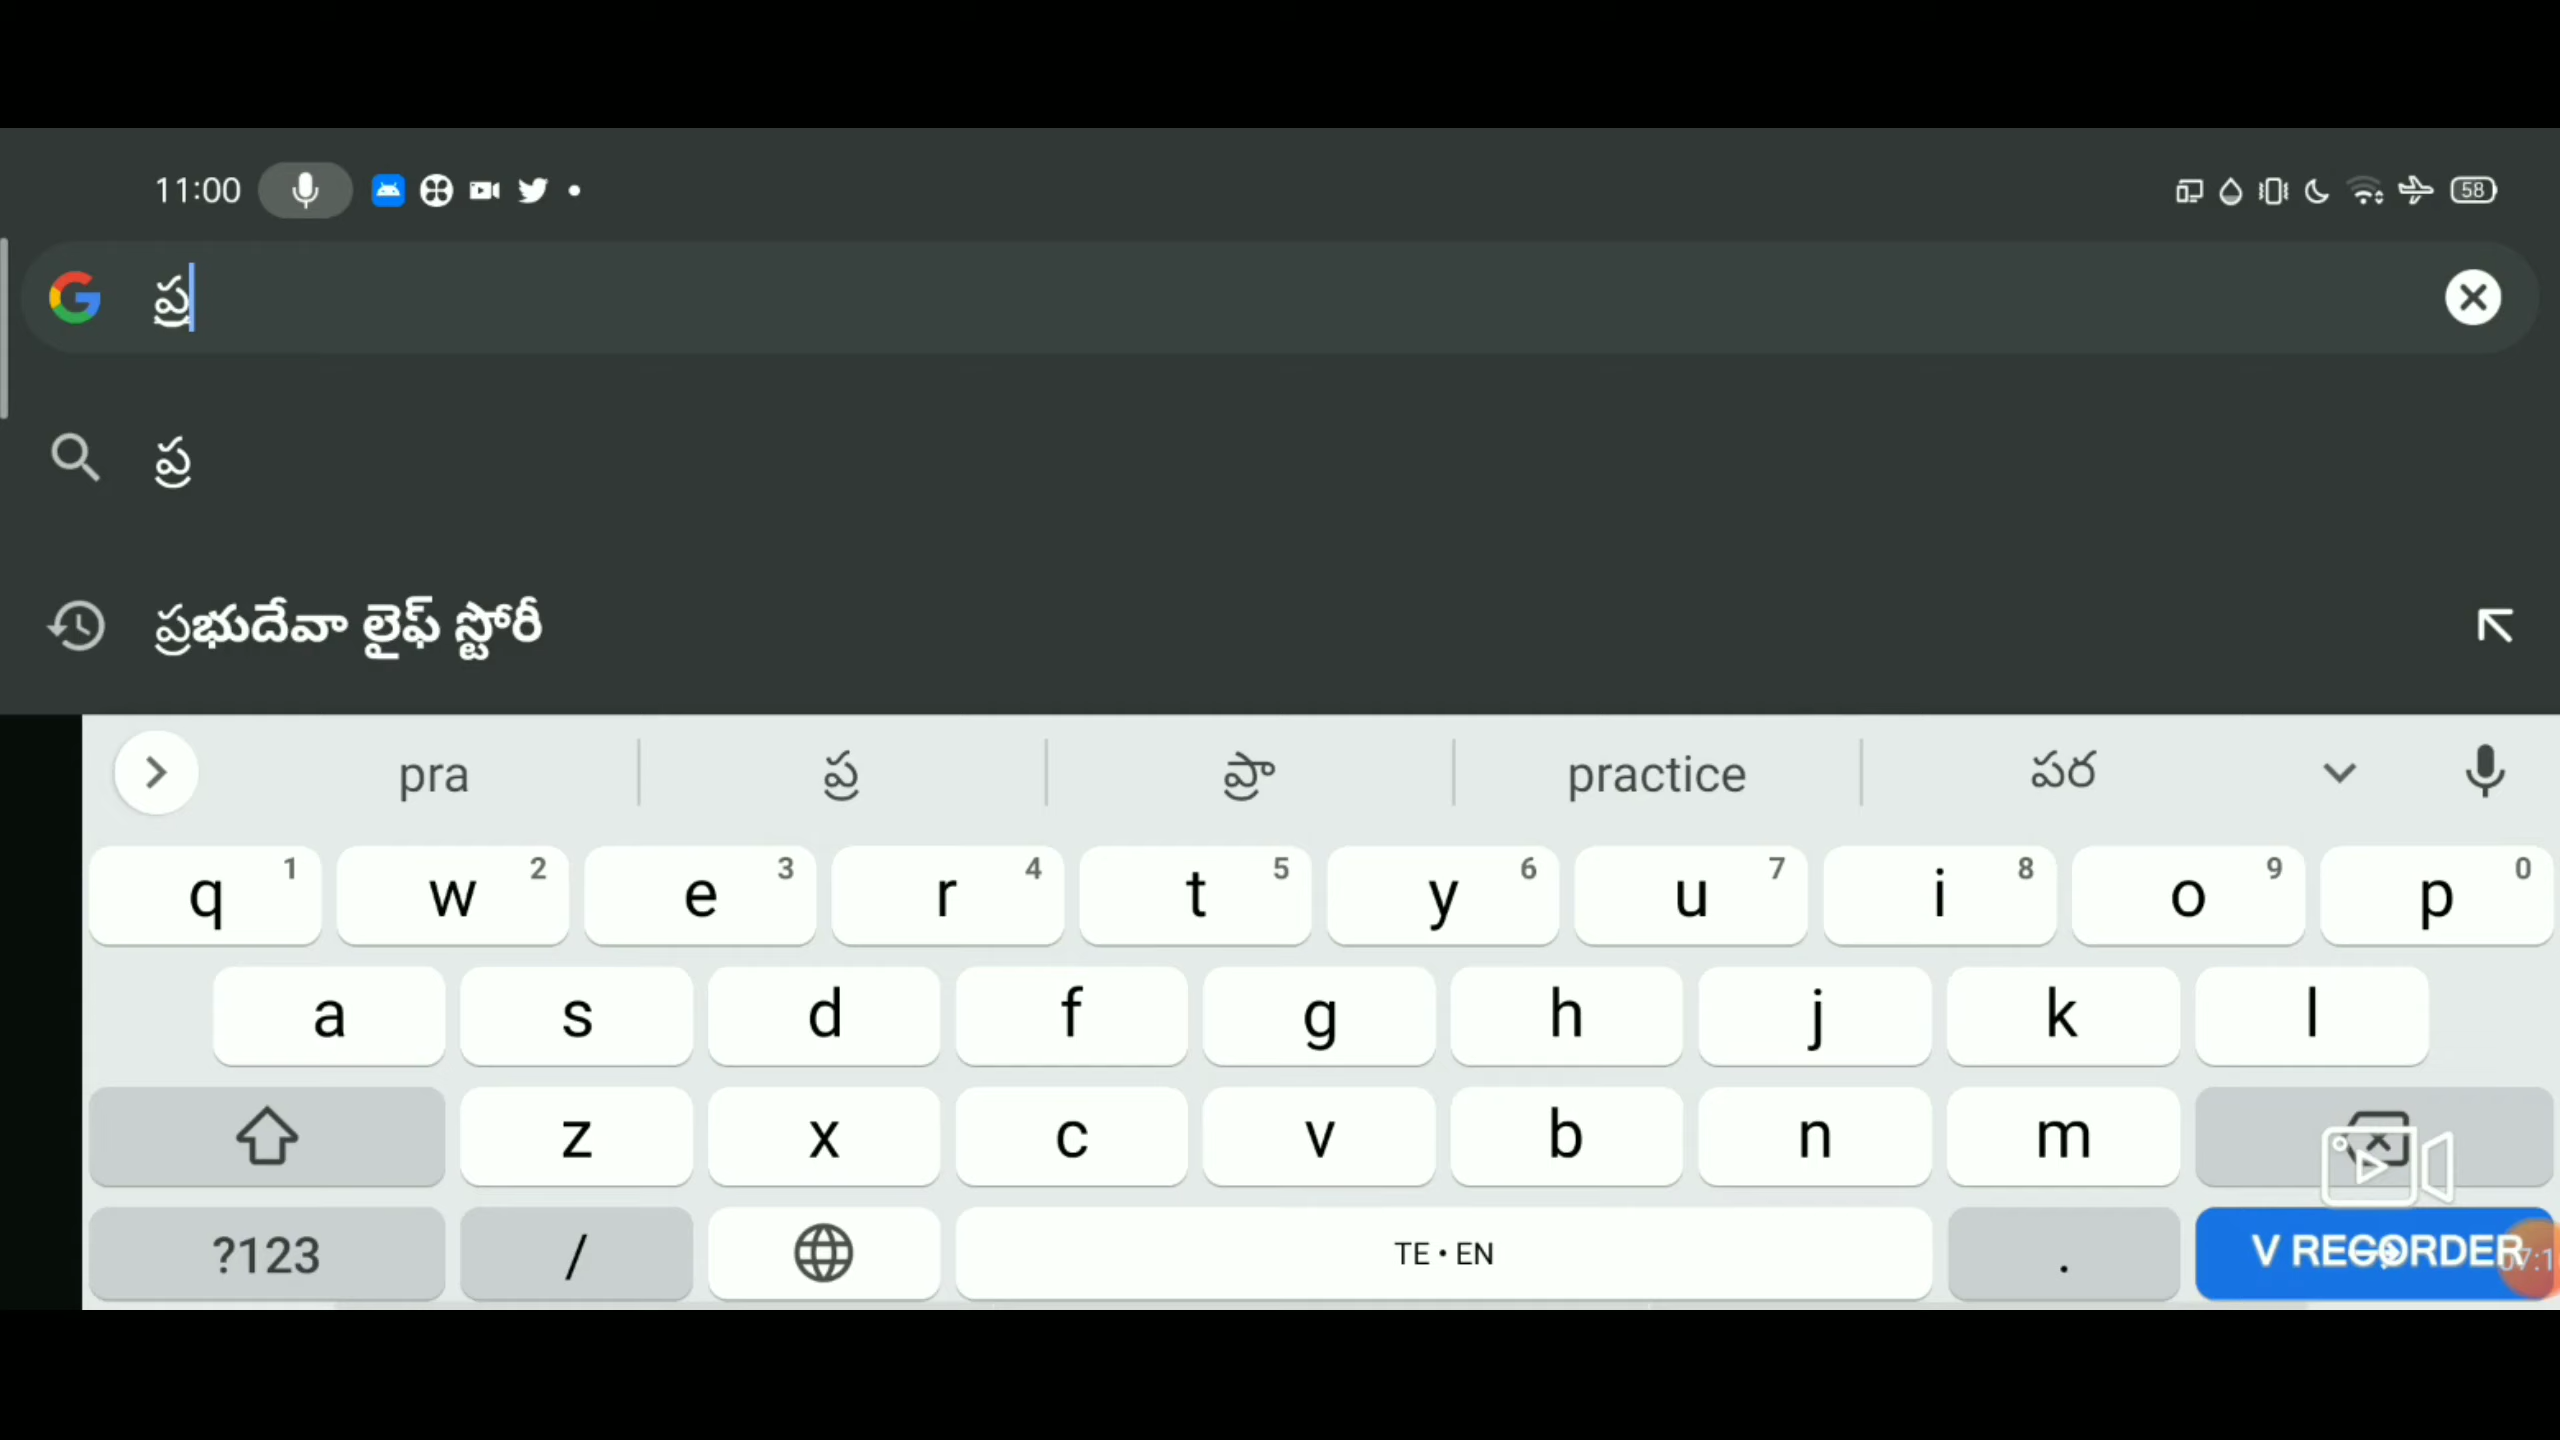 11:00
58
ప్ర
ప్ర
ప్రభుదేవా లైఫ్ స్టోరీ
pra ప్ర ప్రా practice పర
q 1 w 2 e 3 r 4 t 5 y 6 u 7 i 8 o 9 p 0
a s d f g h j k l
z x c v b n m
?123 / TE • EN . V RECORDER